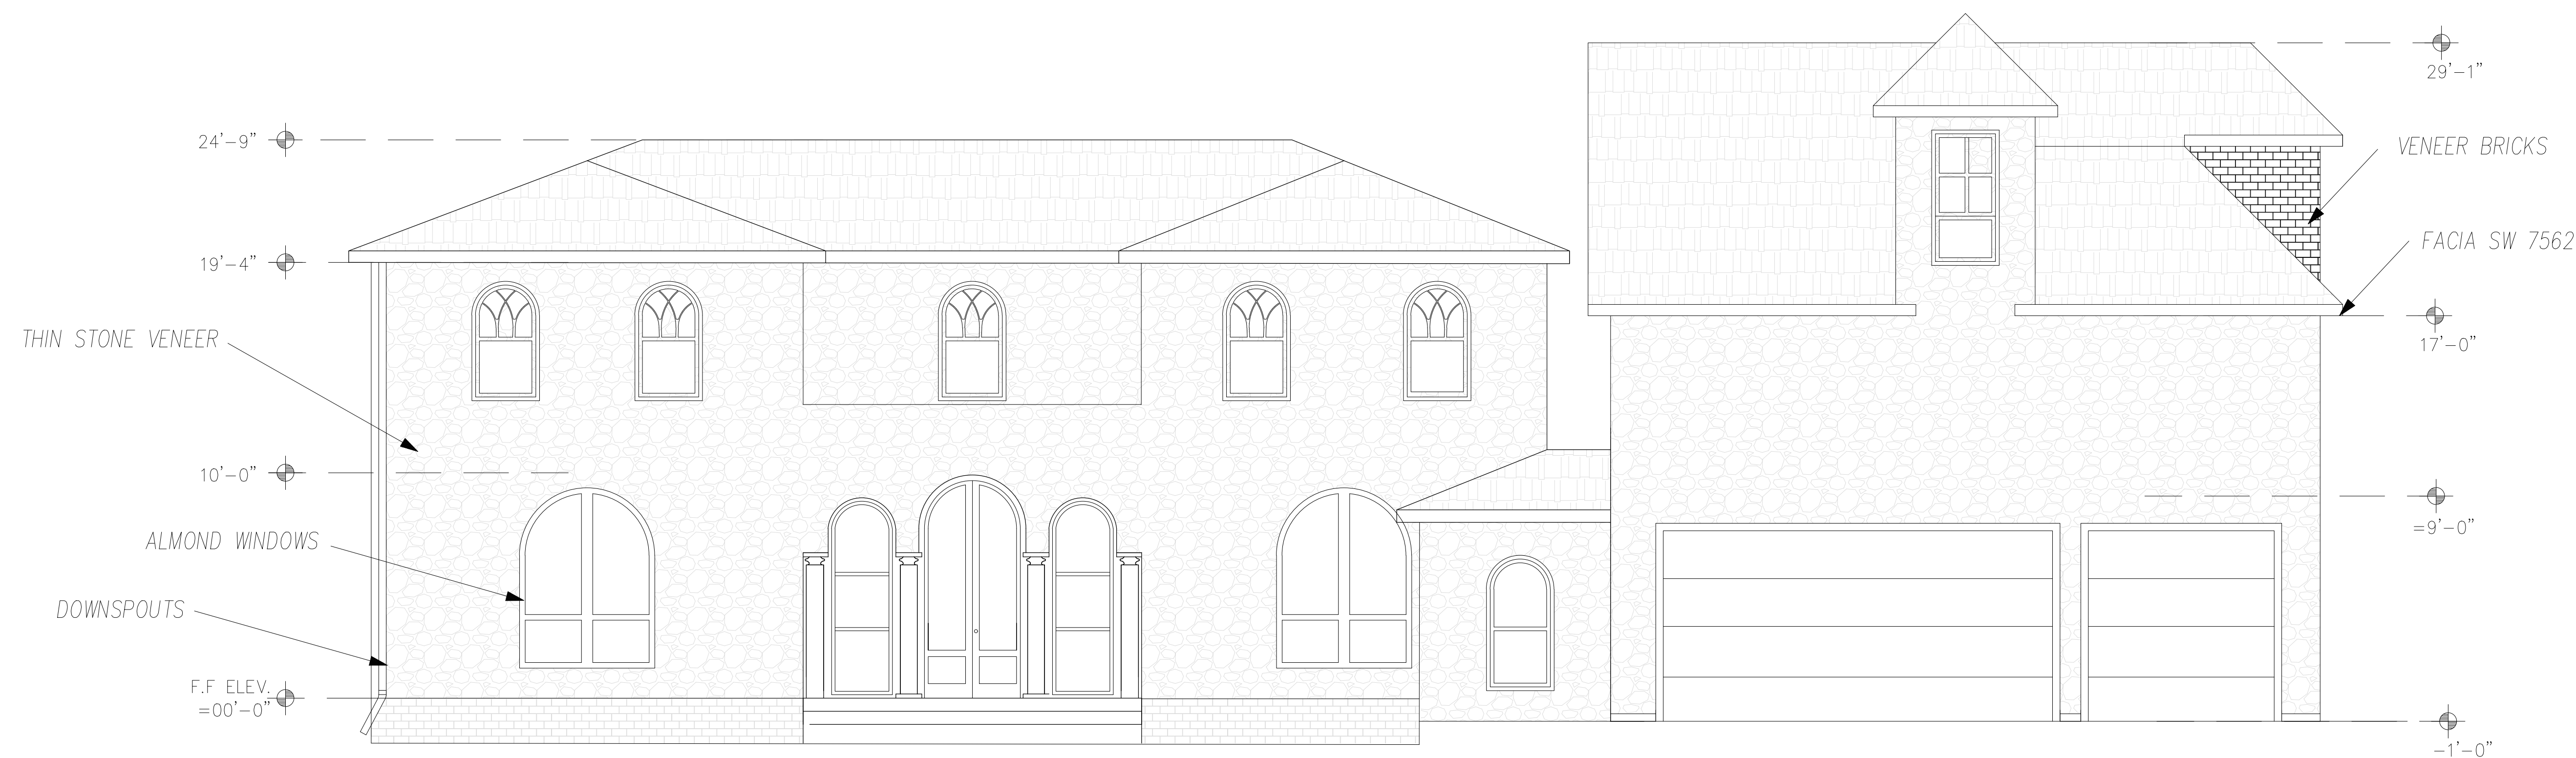 29'-1"
24'-9"
VENEER BRICKS
FACIA SW 7562
19'-4"
THIN STONE VENEER
17'-0"
10'-0"
=9'-0"
ALMOND WINDOWS
DOWNSPOUTS
F.F ELEV.
=00'-0"
-1'-0"